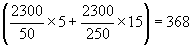 (2300/50 × 5 + 2300/250 × 15) = 368